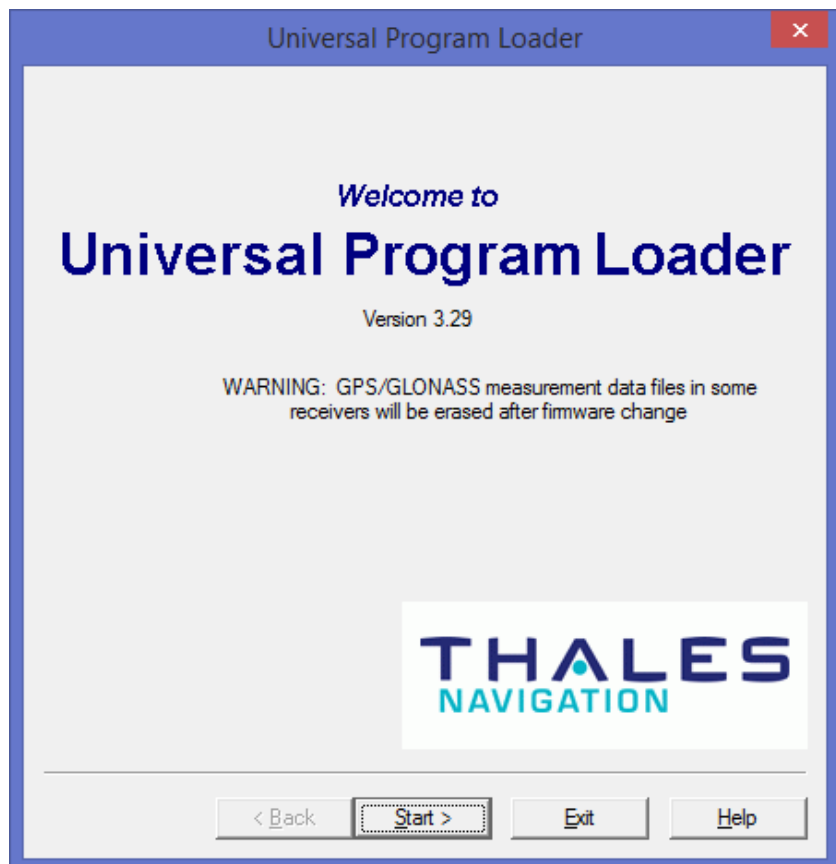 Universal Program Loader
Welcome to
Universal Program Loader
Version 3.29
WARNING: GPS/GLONASS measurement data files in some
receivers will be erased after firmware change
THALES
NAVIGATION
< Back
Start >
Exit
Help